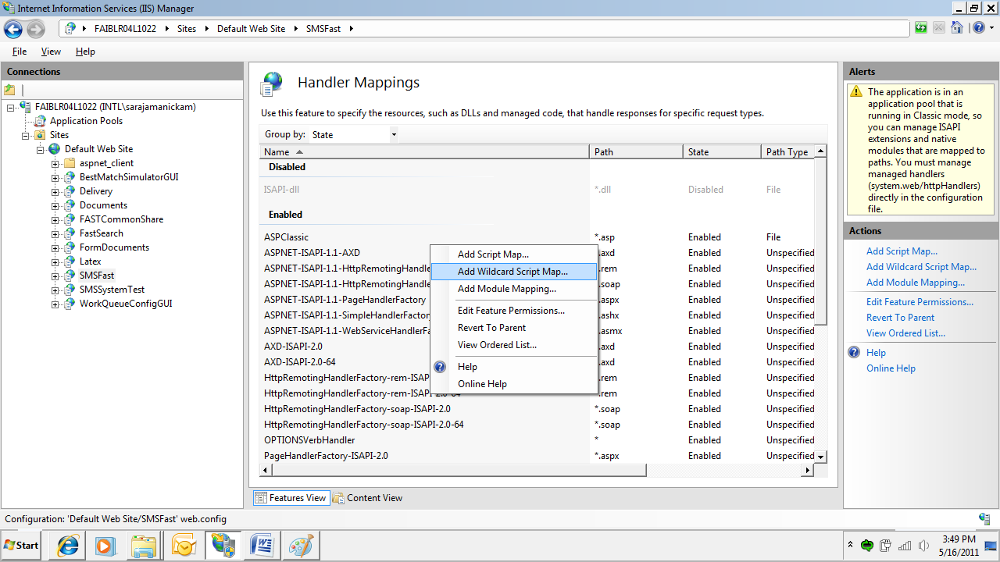 Internet Information Services (IIS) Manager
FAIBLR04L1022 Sites Default Web Site SMSFast
File View Help
Connections
FAIBLR04L1022 (INTL\sarajamanickam)
Application Pools
Sites
Default Web Site
aspnet_client
BestMatchSimulatorGUI
Delivery
Documents
FASTCommonShare
FastSearch
FormDocuments
Latex
SMSFast
SMSSystemTest
WorkQueueConfigGUI
Handler Mappings
Use this feature to specify the resources, such as DLLs and managed code, that handle responses for specific request types.
Group by: State
Name Path State Path Type
Disabled
ISAPI-dll *.dll Disabled File
Enabled
ASPClassic *.asp Enabled File
ASPNET-ISAPI-1.1-AXD .axd Enabled Unspecified
ASPNET-ISAPI-1.1-HttpRemotingHandle .rem Enabled Unspecified
ASPNET-ISAPI-1.1-HttpRemotingHandle .soap Enabled Unspecified
ASPNET-ISAPI-1.1-PageHandlerFactory .aspx Enabled Unspecified
ASPNET-ISAPI-1.1-SimpleHandlerFactory .ashx Enabled Unspecified
ASPNET-ISAPI-1.1-WebServiceHandlerFa .asmx Enabled Unspecified
AXD-ISAPI-2.0 .axd Enabled Unspecified
AXD-ISAPI-2.0-64 .axd Enabled Unspecified
HttpRemotingHandlerFactory-rem-ISAP .rem Enabled Unspecified
HttpRemotingHandlerFactory-rem-ISAPI-2.0-64 .rem Enabled Unspecified
HttpRemotingHandlerFactory-soap-ISAPI-2.0 *.soap Enabled Unspecified
HttpRemotingHandlerFactory-soap-ISAPI-2.0-64 *.soap Enabled Unspecified
OPTIONSVerbHandler * Enabled Unspecified
PageHandlerFactory-ISAPI-2.0 *.aspx Enabled Unspecified
Add Script Map...
Add Wildcard Script Map...
Add Module Mapping...
Edit Feature Permissions...
Revert To Parent
View Ordered List...
Help
Online Help
Features View Content View
Alerts
The application is in an
application pool that is
running in Classic mode, so
you can manage ISAPI
extensions and native
modules that are mapped to
paths. You must manage
managed handlers
(system.web/httpHandlers)
directly in the configuration
file.
Actions
Add Script Map...
Add Wildcard Script Map...
Add Module Mapping...
Edit Feature Permissions...
Revert To Parent
View Ordered List...
Help
Online Help
Configuration: 'Default Web Site/SMSFast' web.config
Start
3:49 PM
5/16/2011